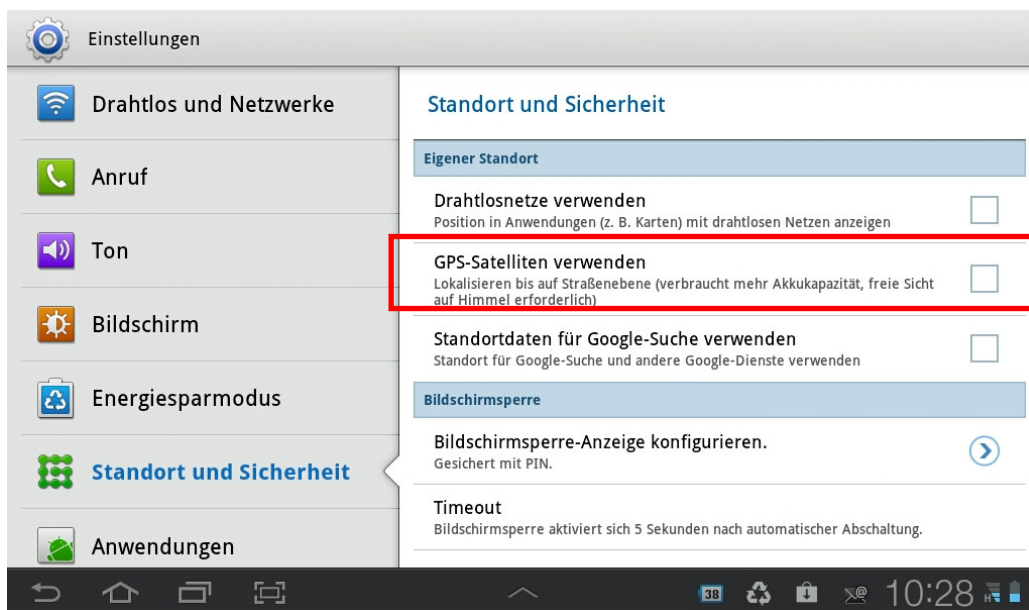 Einstellungen
Drahtlos und Netzwerke
Anruf
Ton
Bildschirm
Energiesparmodus
Standort und Sicherheit
Anwendungen
Standort und Sicherheit
Eigener Standort
Drahtlosnetze verwenden
Position in Anwendungen (z. B. Karten) mit drahtlosen Netzen anzeigen
GPS-Satelliten verwenden
Lokalisieren bis auf Straßenebene (verbraucht mehr Akkukapazität, freie Sicht
auf Himmel erforderlich)
Standortdaten für Google-Suche verwenden
Standort für Google-Suche und andere Google-Dienste verwenden
Bildschirmsperre
Bildschirmsperre-Anzeige konfigurieren.
Gesichert mit PIN.
Timeout
Bildschirmsperre aktiviert sich 5 Sekunden nach automatischer Abschaltung.
38
10:28
H